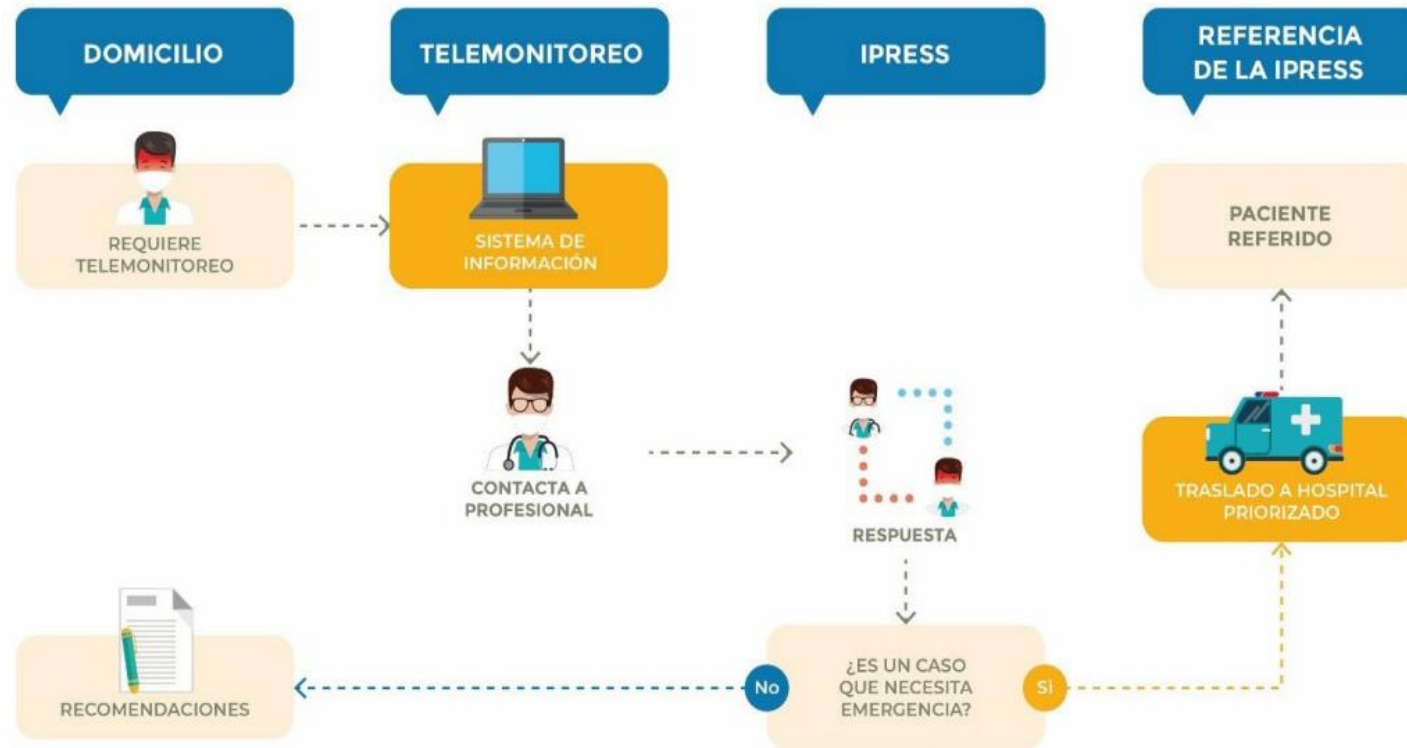 DOMICILIO
TELEMONITOREO
IPRESS
REFERENCIA
DE LA IPRESS
REQUIERE
TELEMONITOREO
SISTEMA DE
INFORMACIÓN
PACIENTE
REFERIDO
CONTACTA A
PROFESIONAL
RESPUESTA
TRASLADO A HOSPITAL
PRIORIZADO
RECOMENDACIONES
No
¿ES UN CASO
QUE NECESITA
EMERGENCIA?
Si